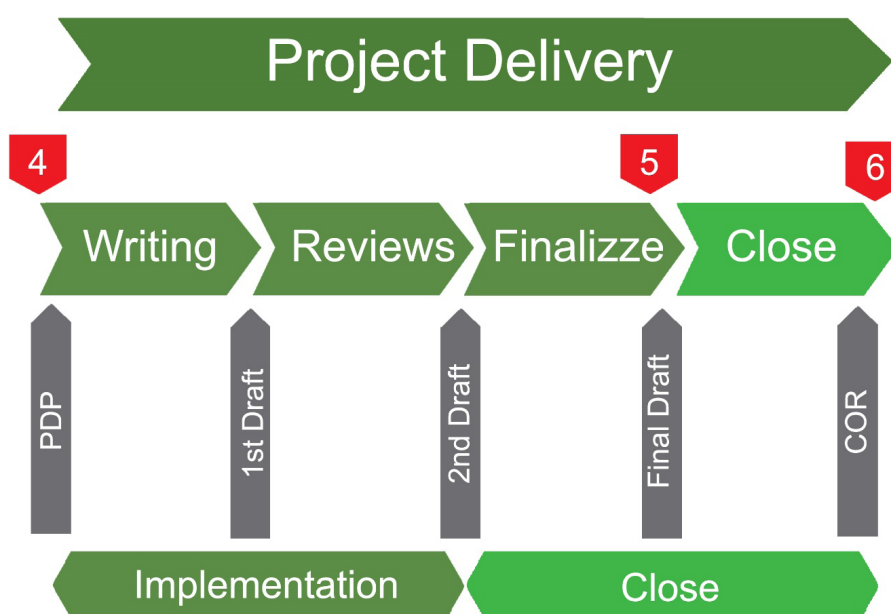 Project Delivery
4
5
6
Writing
Reviews
Finalizze
Close
PDP
1st Draft
2nd Draft
Final Draft
COR
Implementation
Close